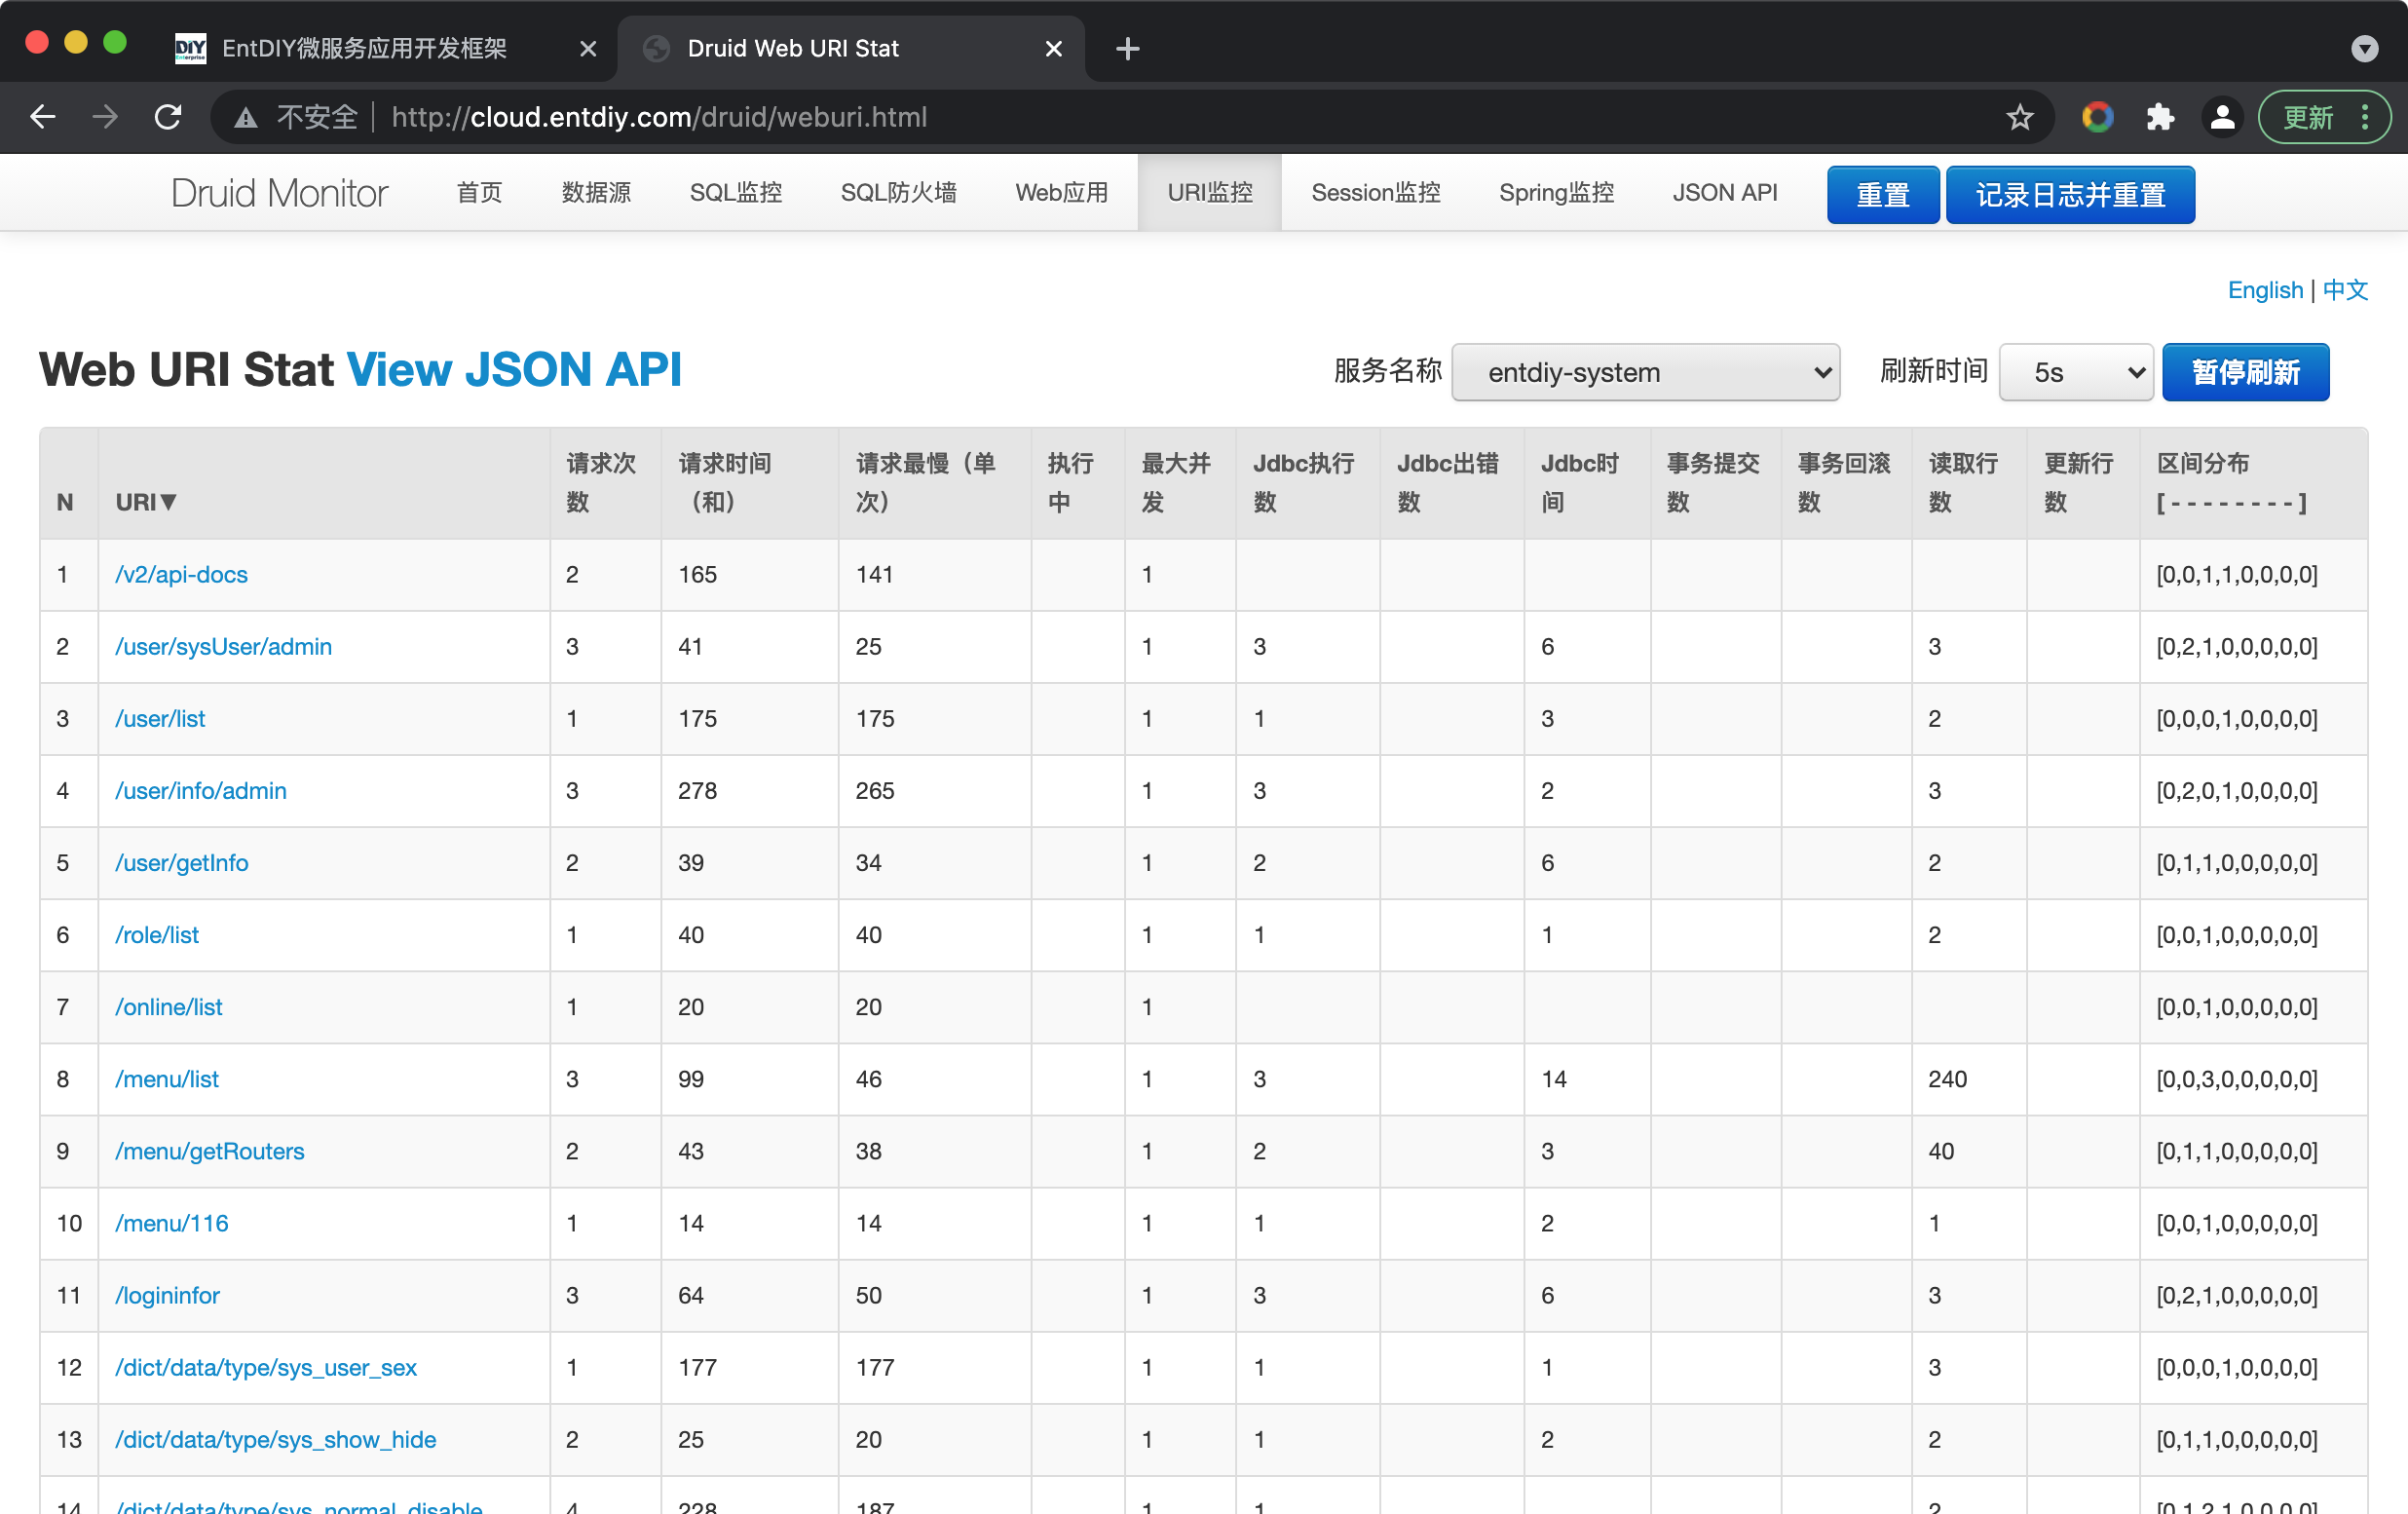 DIY Enterprise EntDIY微服务应用开发框架 Druid Web URI Stat
不安全 http://cloud.entdiy.com/druid/weburi.html 更新
Druid Monitor 首页 数据源 SQL监控 SQL防火墙 Web应用 URI监控 Session监控 Spring监控 JSON API 重置 记录日志并重置
English | 中文
Web URI Stat View JSON API 服务名称 entdiy-system 刷新时间 5s 暂停刷新
N URI▼ 请求次数 请求时间（和） 请求最慢（单次） 执行中 最大并发 Jdbc执行数 Jdbc出错数 Jdbc时间 事务提交数 事务回滚数 读取行数 更新行数 区间分布 [ - - - - - - - - ]
1 /v2/api-docs 2 165 141 1 [0,0,1,1,0,0,0,0]
2 /user/sysUser/admin 3 41 25 1 3 6 3 [0,2,1,0,0,0,0,0]
3 /user/list 1 175 175 1 1 3 2 [0,0,0,1,0,0,0,0]
4 /user/info/admin 3 278 265 1 3 2 3 [0,2,0,1,0,0,0,0]
5 /user/getInfo 2 39 34 1 2 6 2 [0,1,1,0,0,0,0,0]
6 /role/list 1 40 40 1 1 1 2 [0,0,1,0,0,0,0,0]
7 /online/list 1 20 20 1 [0,0,1,0,0,0,0,0]
8 /menu/list 3 99 46 1 3 14 240 [0,0,3,0,0,0,0,0]
9 /menu/getRouters 2 43 38 1 2 3 40 [0,1,1,0,0,0,0,0]
10 /menu/116 1 14 14 1 1 2 1 [0,0,1,0,0,0,0,0]
11 /logininfor 3 64 50 1 3 6 3 [0,2,1,0,0,0,0,0]
12 /dict/data/type/sys_user_sex 1 177 177 1 1 1 3 [0,0,0,1,0,0,0,0]
13 /dict/data/type/sys_show_hide 2 25 20 1 1 2 2 [0,1,1,0,0,0,0,0]
14 /dict/data/type/sys_normal_disable 4 228 187 1 1 2 [0,1,2,1,0,0,0,0]